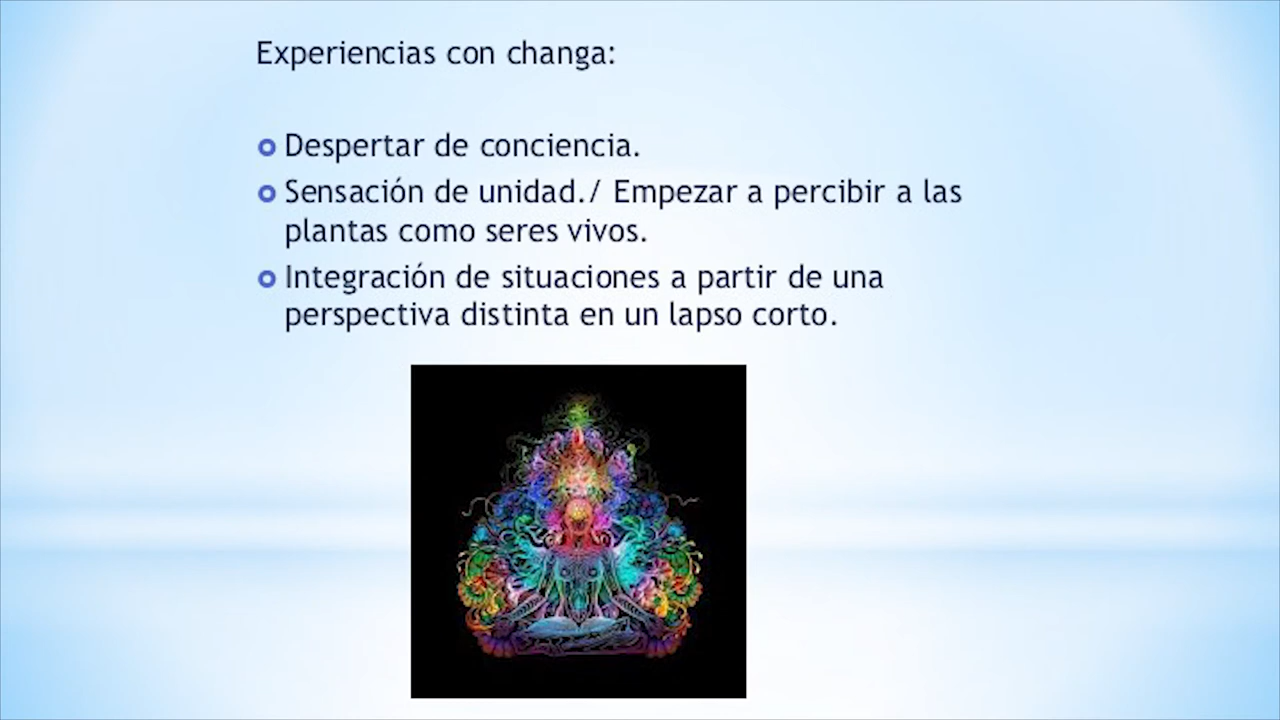 Experiencias con changa:
Despertar de conciencia.
Sensación de unidad./ Empezar a percibir a las
plantas como seres vivos.
Integración de situaciones a partir de una
perspectiva distinta en un lapso corto.